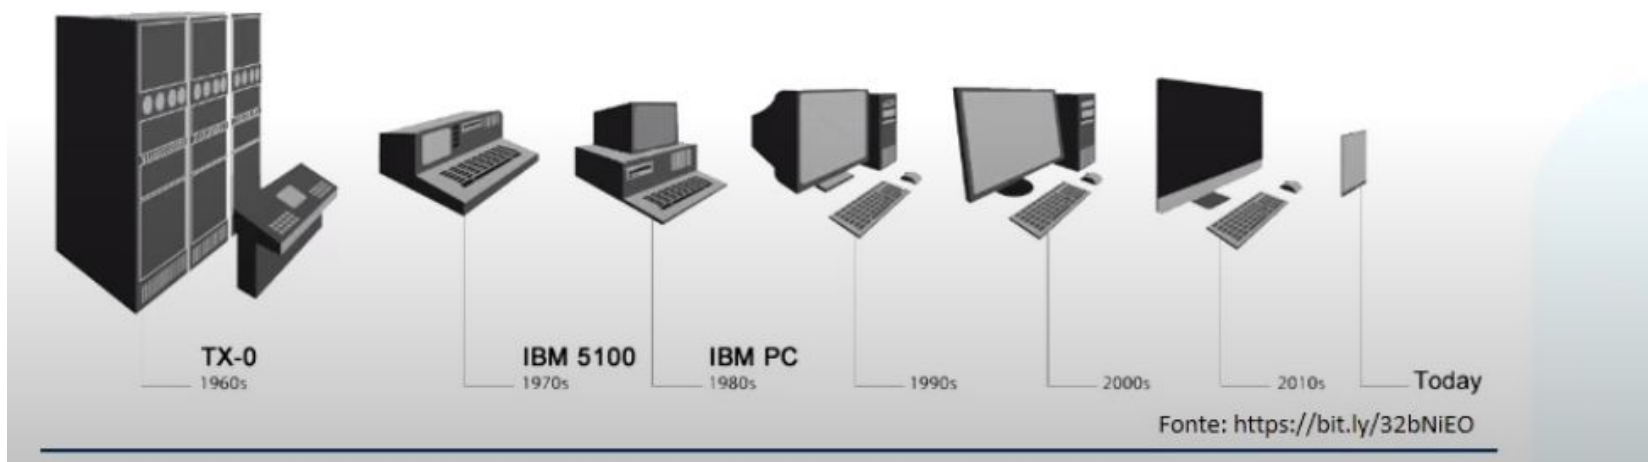 TX-0
1960s
IBM 5100
1970s
IBM PC
1980s
1990s
2000s
2010s
Today
Fonte: https://bit.ly/32bNiEO